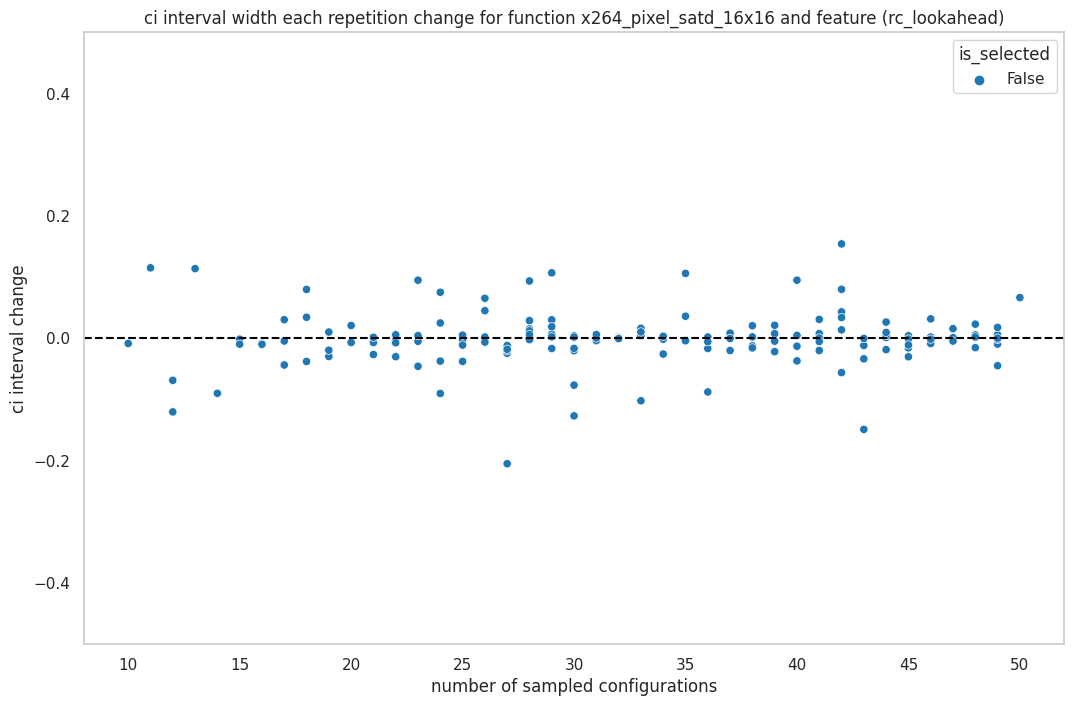 ci interval width each repetition change for function x264_pixel_satd_16x16 and feature (rc_lookahead)
is_selected
False
0.4
0.2
0.0
−0.2
−0.4
ci interval change
10 15 20 25 30 35 40 45 50
number of sampled configurations